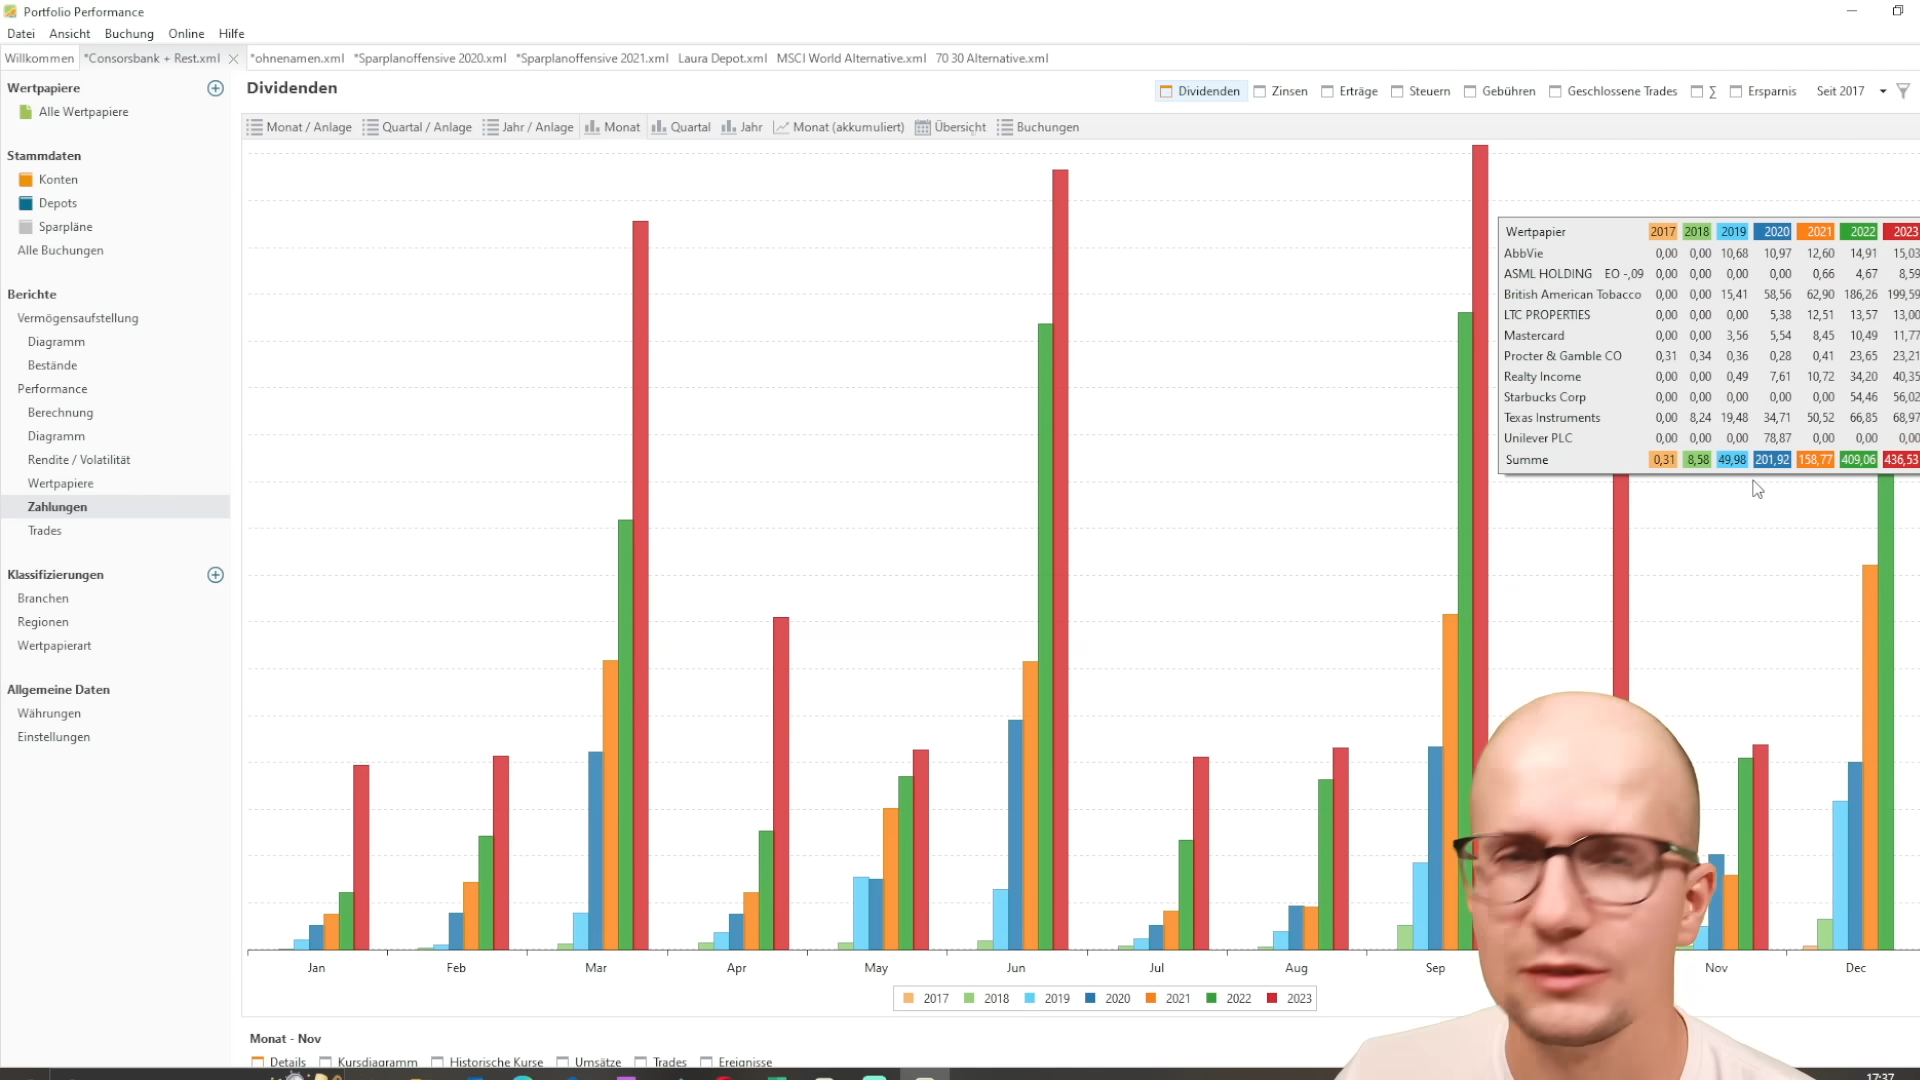 Portfolio Performance
Datei Ansicht Buchung Online Hilfe
Willkommen *Consorsbank + Rest.xml *ohnenamen.xml *Sparplanoffensive 2020.xml *Sparplanoffensive 2021.xml Laura Depot.xml MSCI World Alternative.xml 70 30 Alternative.xml
Wertpapiere
Alle Wertpapiere
Stammdaten
Konten
Depots
Sparpläne
Alle Buchungen
Berichte
Vermögensaufstellung
Diagramm
Bestände
Performance
Berechnung
Diagramm
Rendite / Volatilität
Wertpapiere
Zahlungen
Trades
Klassifizierungen
Branchen
Regionen
Wertpapierart
Allgemeine Daten
Währungen
Einstellungen
Dividenden
Dividenden Zinsen Erträge Steuern Gebühren Geschlossene Trades ∑ Ersparnis Seit 2017
Monat / Anlage Quartal / Anlage Jahr / Anlage Monat Quartal Jahr Monat (akkumuliert) Übersicht Buchungen
Wertpapier 2017 2018 2019 2020 2021 2022 2023
AbbVie 0,00 0,00 10,68 10,97 12,60 14,91 15,03
ASML HOLDING EO -,09 0,00 0,00 0,00 0,00 0,66 4,67 8,59
British American Tobacco 0,00 0,00 15,41 58,56 62,90 186,26 199,59
LTC PROPERTIES 0,00 0,00 0,00 5,38 12,51 13,57 13,00
Mastercard 0,00 0,00 3,56 5,54 8,45 10,49 11,77
Procter & Gamble CO 0,31 0,34 0,36 0,28 0,41 23,65 23,21
Realty Income 0,00 0,00 0,49 7,61 10,72 34,20 40,35
Starbucks Corp 0,00 0,00 0,00 0,00 0,00 54,46 56,02
Texas Instruments 0,00 8,24 19,48 34,71 50,52 66,85 68,97
Unilever PLC 0,00 0,00 0,00 78,87 0,00 0,00 0,00
Summe 0,31 8,58 49,98 201,92 158,77 409,06 436,53
Jan Feb Mar Apr May Jun Jul Aug Sep Nov Dec
2017 2018 2019 2020 2021 2022 2023
Monat - Nov
Details Kursdiagramm Historische Kurse Umsätze Trades Ereignisse
17:37